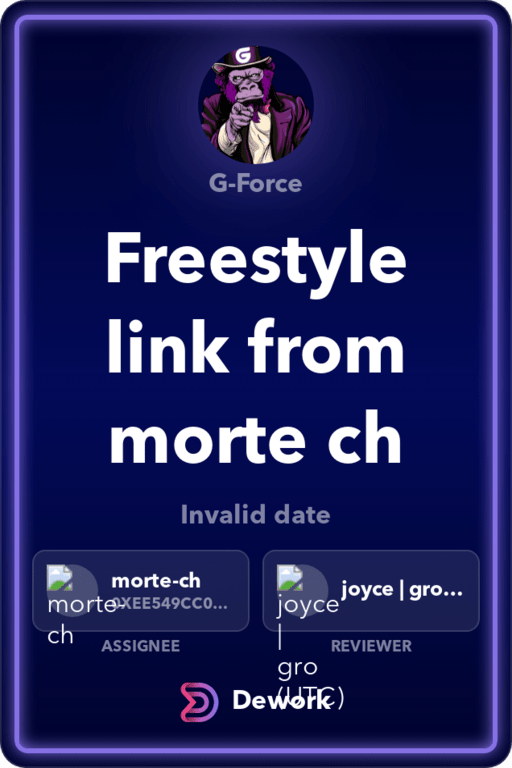 G
G-Force
Freestyle
link from
morte ch
Invalid date
morte-ch
0XEE549CC0...
morte-
ch
joyce | gro...
joyce
|
gro
(UTC)
ASSIGNEE
REVIEWER
Dework